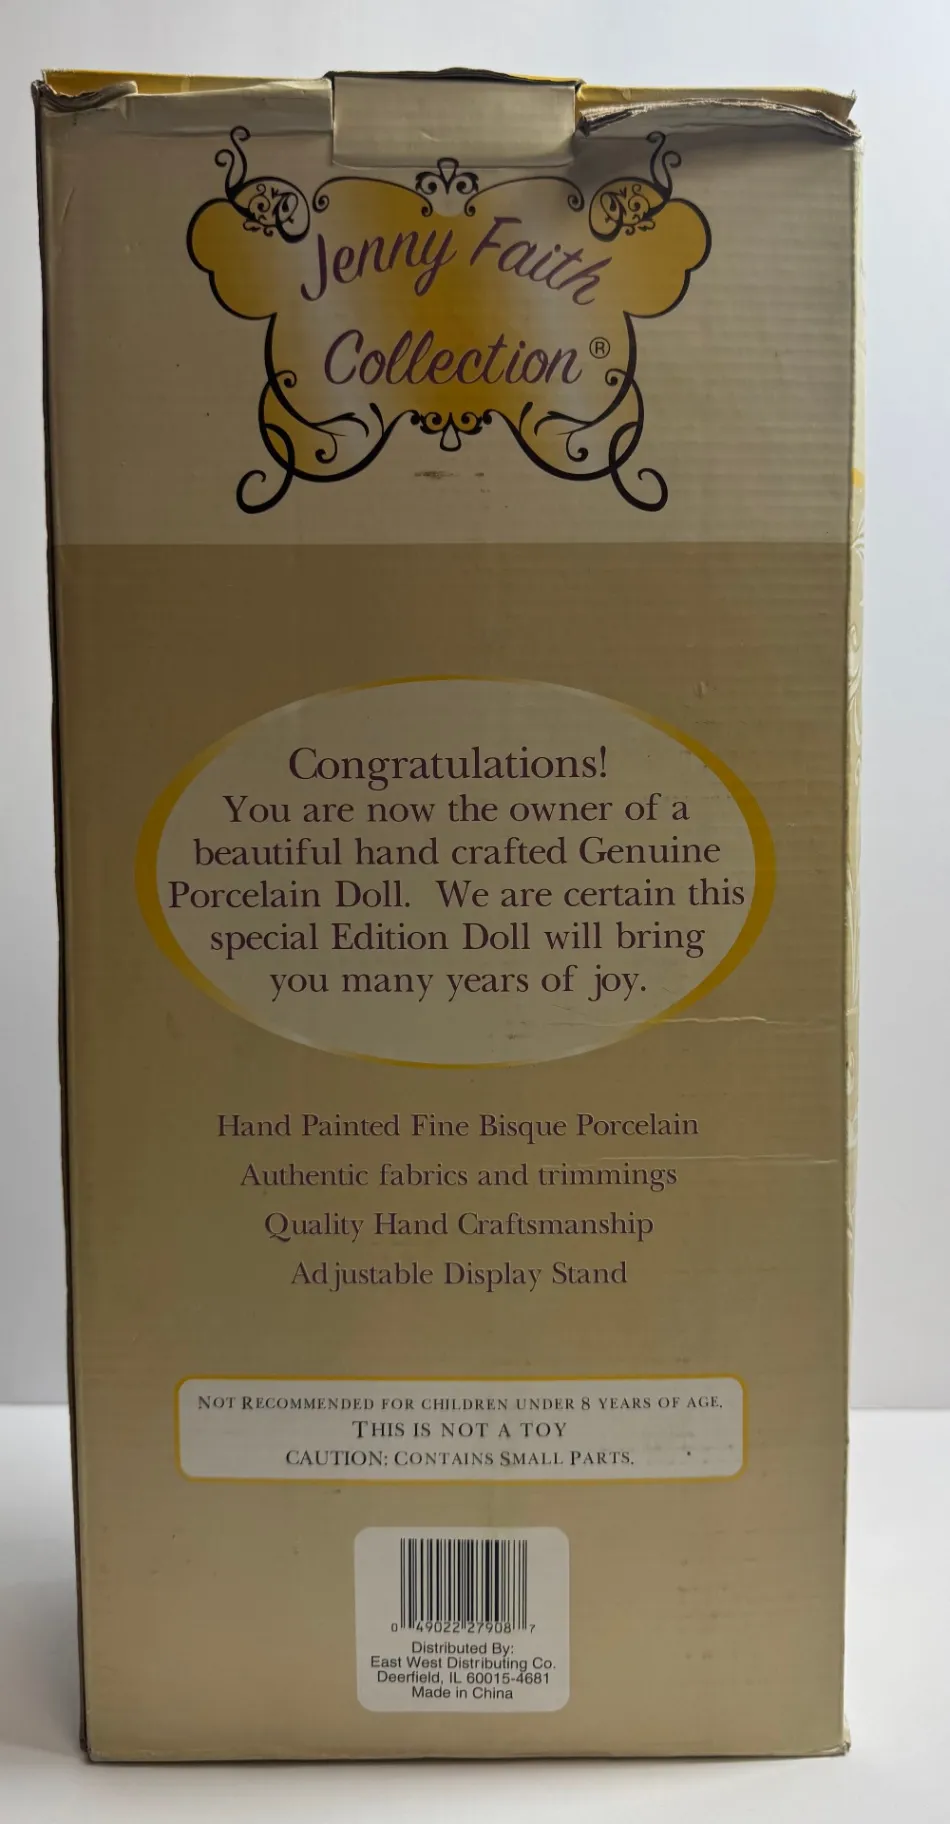 Jenny Faith
Collection®
Congratulations!
You are now the owner of a
beautiful hand crafted Genuine
Porcelain Doll. We are certain this
special Edition Doll will bring
you many years of joy.
Hand Painted Fine Bisque Porcelain
Authentic fabrics and trimmings
Quality Hand Craftsmanship
Adjustable Display Stand
NOT RECOMMENDED FOR CHILDREN UNDER 8 YEARS OF AGE.
THIS IS NOT A TOY
CAUTION: CONTAINS SMALL PARTS.
0 49022 27908 7
Distributed By:
East West Distributing Co.
Deerfield, IL 60015-4681
Made in China